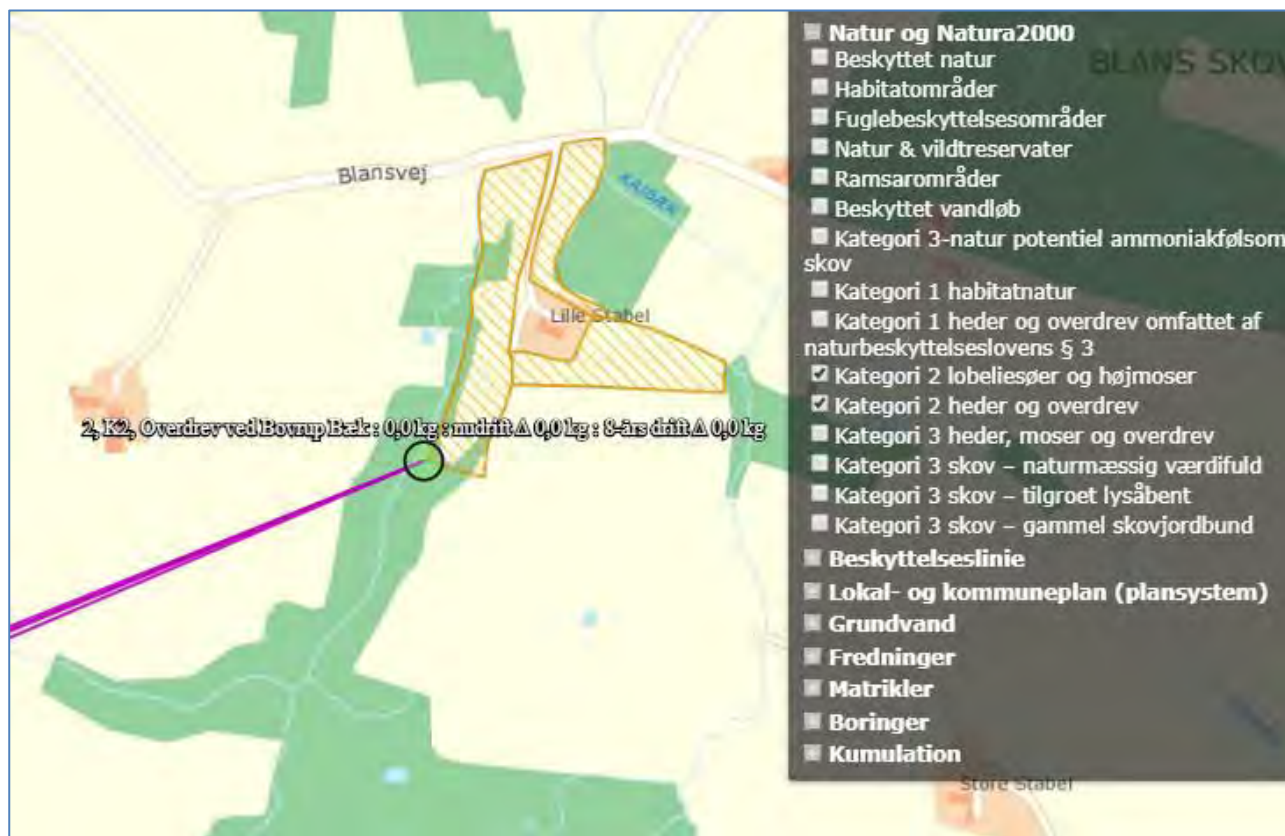 Blansvej
KAJBÆK
Lille Stabel
2, K2, Overdrev ved Bovrup Bæk : 0,0 kg : nudrift Δ 0,0 kg : 8-års drift Δ 0,0 kg
Natur og Natura2000
BLANS SKOV
Beskyttet natur
Habitatområder
Fuglebeskyttelsesområder
Natur & vildtreservater
Ramsarområder
Beskyttet vandløb
Kategori 3-natur potentiel ammoniakfølsom
skov
Kategori 1 habitatnatur
Kategori 1 heder og overdrev omfattet af
naturbeskyttelseslovens § 3
Kategori 2 lobeliesøer og højmoser
Kategori 2 heder og overdrev
Kategori 3 heder, moser og overdrev
Kategori 3 skov – naturmæssig værdifuld
Kategori 3 skov – tilgroet lysåbent
Kategori 3 skov – gammel skovjordbund
Beskyttelseslinie
Lokal- og kommuneplan (plansystem)
Grundvand
Fredninger
Matrikler
Boringer
Kumulation
Store Stabel